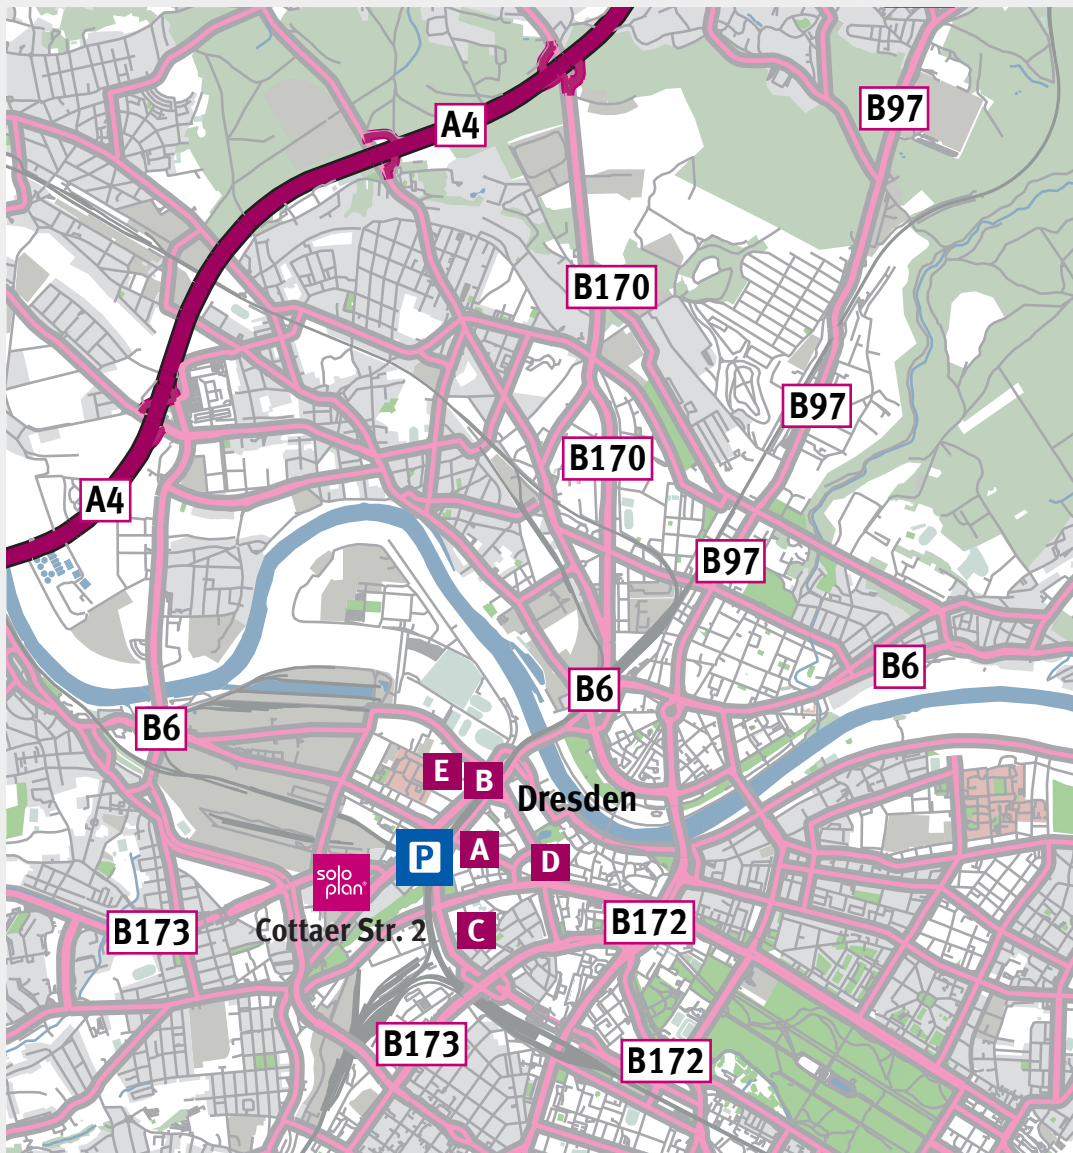 A4
B97
B170
B97
B170
A4
B97
B6
B6
B6
E
B
Dresden
A
P
D
solo
plan®
Cottaer Str. 2
B173
C
B172
B173
B172